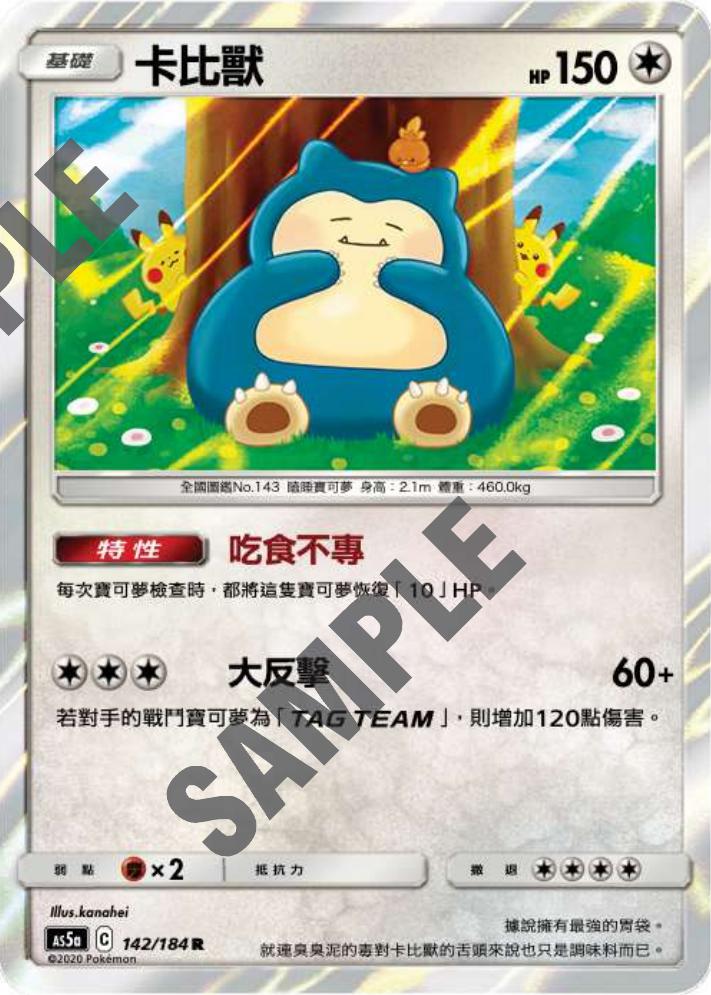 基礎 卡比獸 HP 150
全國圖鑑No.143 瞌睡寶可夢 身高：2.1m 體重：460.0kg
特性 吃食不專
每次寶可夢檢查時，都將這隻寶可夢恢復「10」HP。
大反擊 60+
若對手的戰鬥寶可夢為「TAG TEAM」，則增加120點傷害。
SAMPLE
PLE
弱點 ×2 抵抗力 撤退
Illus.kanahei
AS5a C 142/184 R
©2020 Pokémon
據說擁有最強的胃袋。
就連臭臭泥的毒對卡比獸的舌頭來說也只是調味料而已。